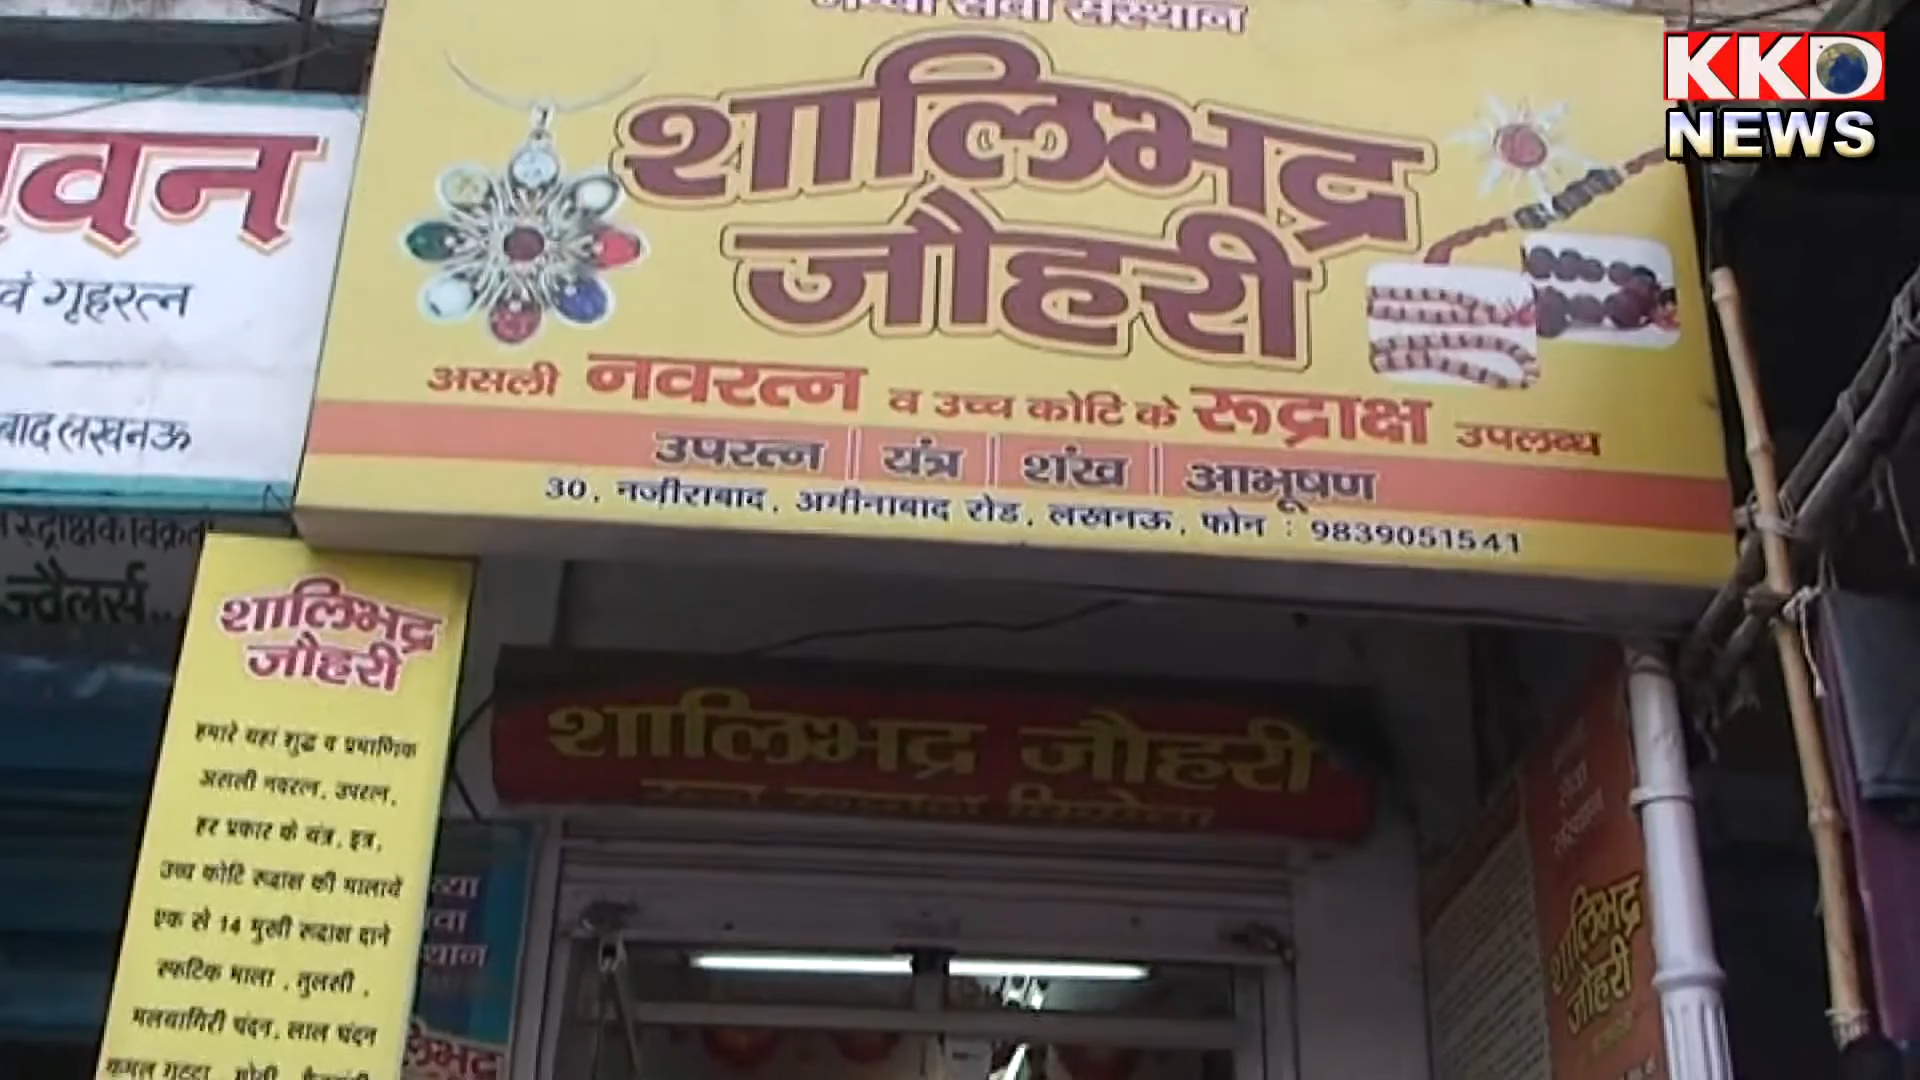 KKD
NEWS
सेवा संस्थान
शालिभद्र
जौहरी
असली नवरत्न व उच्च कोटि के रूद्राक्ष उपलब्ध
उपरत्न | यंत्र | शंख | आभूषण
30, नज़ीराबाद, अमीनाबाद रोड, लखनऊ, फोन : 9839051541
वन
गृहरत्न
लखनऊ
ज्वैलर्स..
शालिभद्र
जौहरी
हमारे यहां शुद्ध व प्रमाणिक
असली नवरत्न, उपरत्न,
हर प्रकार के यंत्र, इत्र,
उच्च कोटि रूद्राक्ष की मालायें
एक से 14 मुखी रूद्राक्ष दाने
स्फटिक माला, तुलसी,
मलयागिरी चंदन, लाल चंदन
कमल गट्टा
शालिभद्र जौहरी
सेवा
संस्थान
शालिभद्र
जौहरी